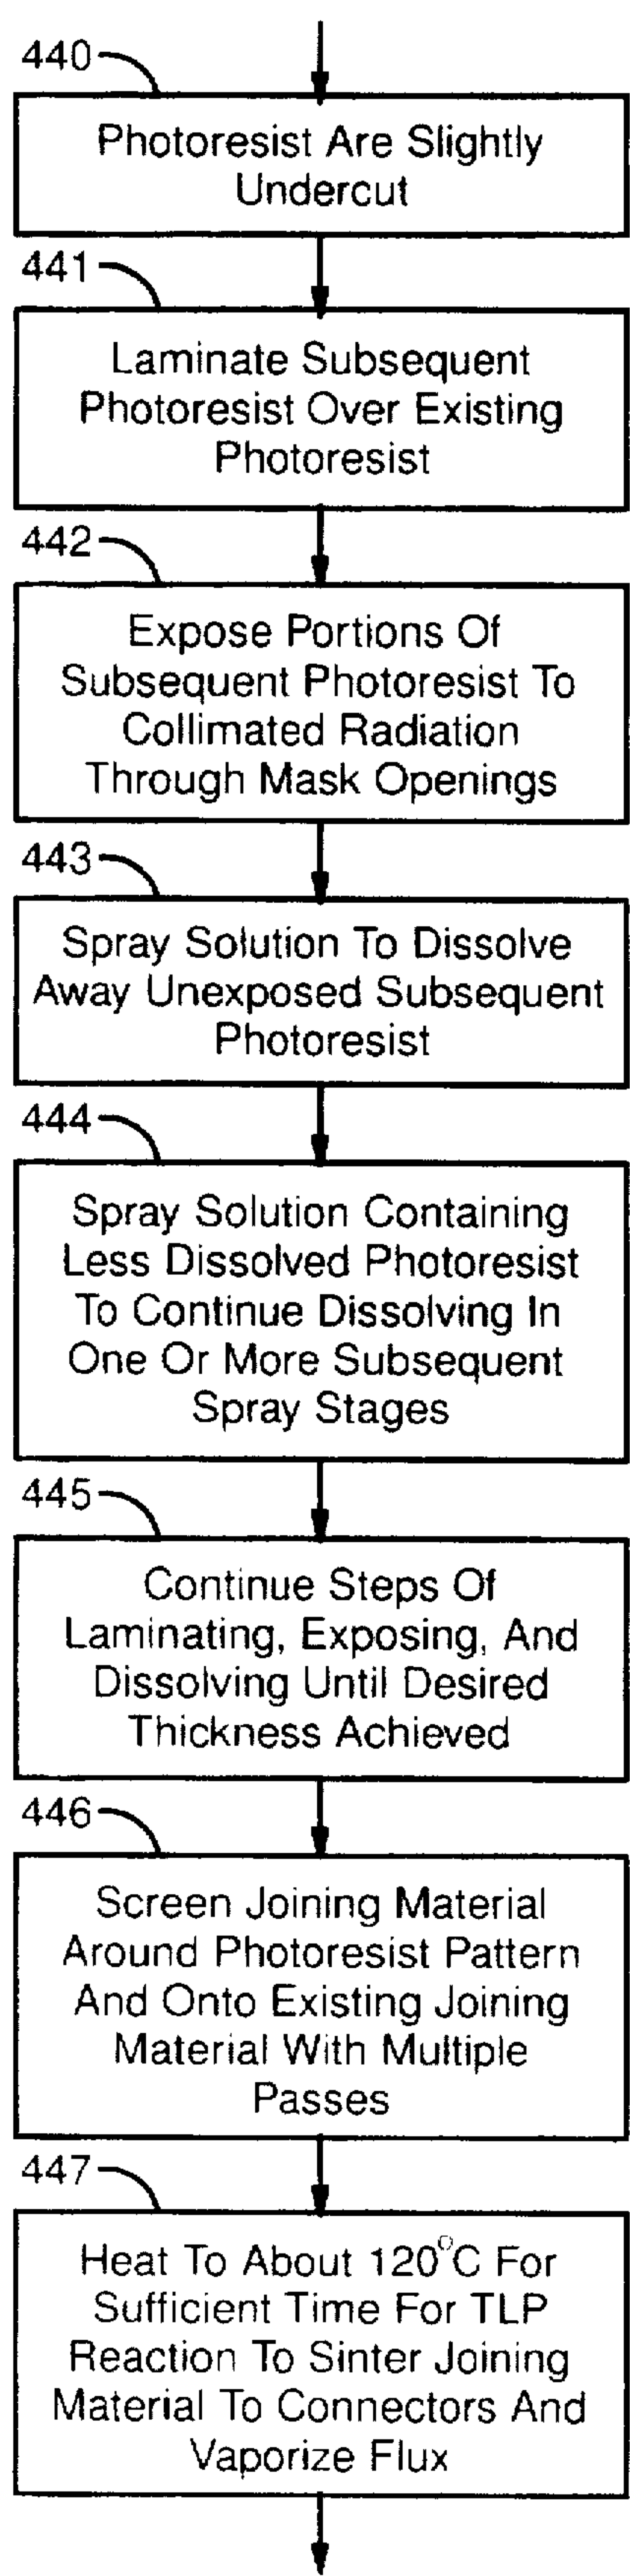 440
Photoresist Are Slightly
Undercut
441
Laminate Subsequent
Photoresist Over Existing
Photoresist
442
Expose Portions Of
Subsequent Photoresist To
Collimated Radiation
Through Mask Openings
443
Spray Solution To Dissolve
Away Unexposed Subsequent
Photoresist
444
Spray Solution Containing
Less Dissolved Photoresist
To Continue Dissolving In
One Or More Subsequent
Spray Stages
445
Continue Steps Of
Laminating, Exposing, And
Dissolving Until Desired
Thickness Achieved
446
Screen Joining Material
Around Photoresist Pattern
And Onto Existing Joining
Material With Multiple
Passes
447
Heat To About 120°C For
Sufficient Time For TLP
Reaction To Sinter Joining
Material To Connectors And
Vaporize Flux